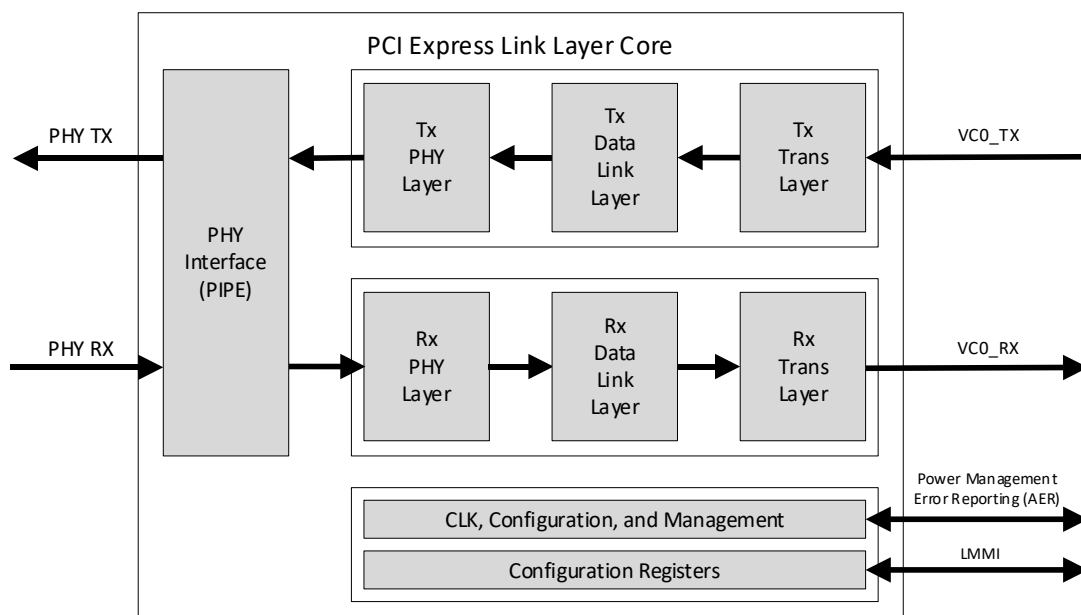 PCI Express Link Layer Core
PHY TX
PHY
Interface
(PIPE)
Tx
PHY
Layer
Tx
Data
Link
Layer
Tx
Trans
Layer
VC0_TX
PHY RX
Rx
PHY
Layer
Rx
Data
Link
Layer
Rx
Trans
Layer
VC0_RX
CLK, Configuration, and Management
Power Management
Error Reporting (AER)
Configuration Registers
LMMI